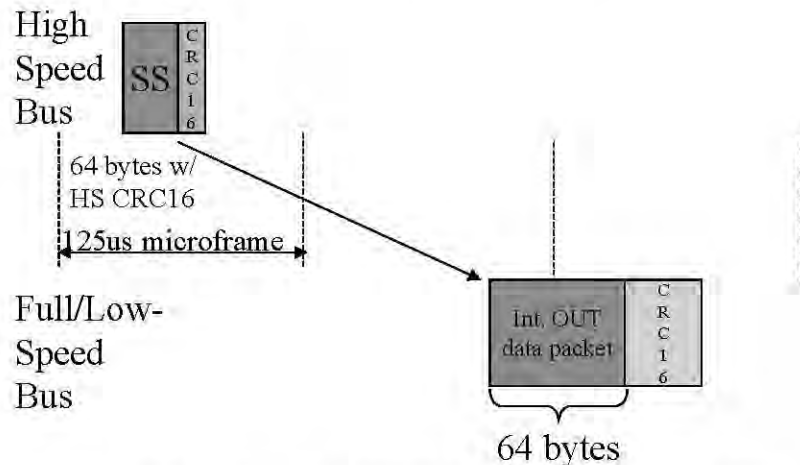 High
Speed
Bus
SS
C
R
C
1
6
64 bytes w/
HS CRC16
125us microframe
Full/Low-
Speed
Bus
Int. OUT
data packet
C
R
C
1
6
64 bytes